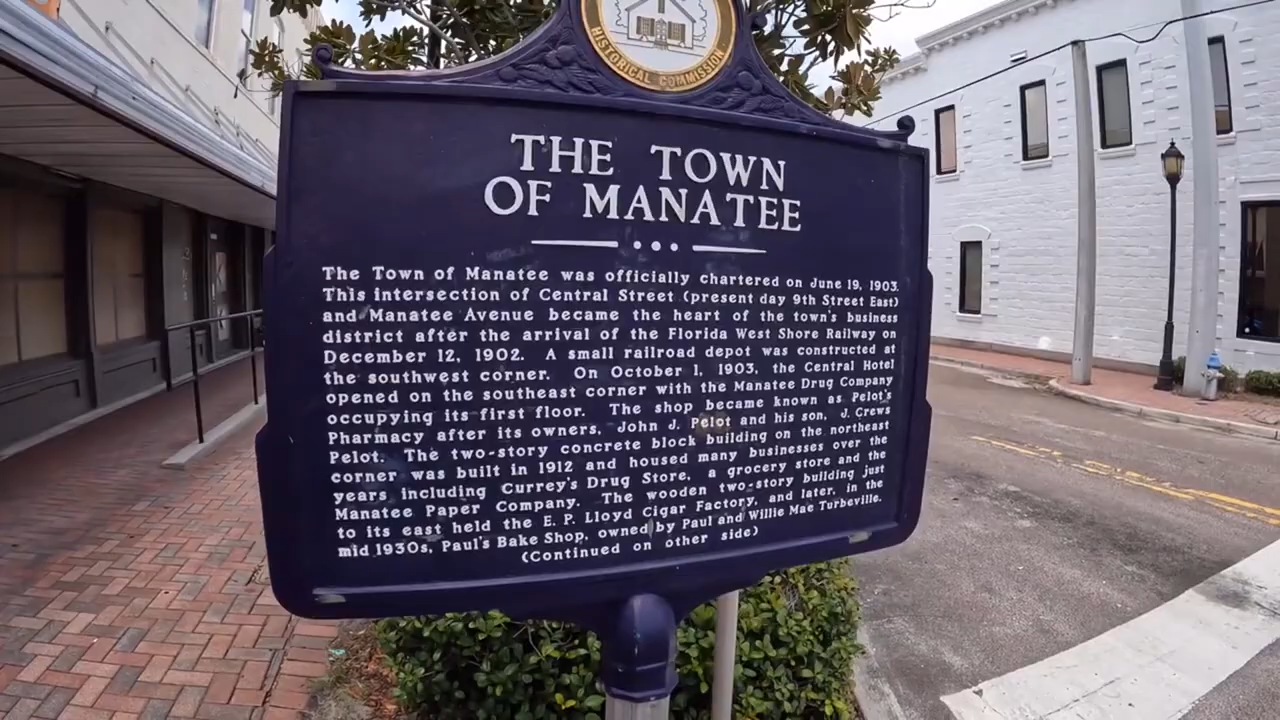 HISTORICAL COMMISSION
THE TOWN
OF MANATEE
The Town of Manatee was officially chartered on June 19, 1903.
This intersection of Central Street (present day 9th Street East)
and Manatee Avenue became the heart of the town's business
district after the arrival of the Florida West Shore Railway on
December 12, 1902. A small railroad depot was constructed at
the southwest corner. On October 1, 1903, the Central Hotel
opened on the southeast corner with the Manatee Drug Company
occupying its first floor. The shop became known as Pelot's
Pharmacy after its owners, John J. Pelot and his son, J. Crews
Pelot. The two-story concrete block building on the northeast
corner was built in 1912 and housed many businesses over the
years including Currey's Drug Store, a grocery store and the
Manatee Paper Company. The wooden two-story building just
to its east held the E. P. Lloyd Cigar Factory, and later, in the
mid 1930s, Paul's Bake Shop, owned by Paul and Willie Mae Turbeville.
(Continued on other side)